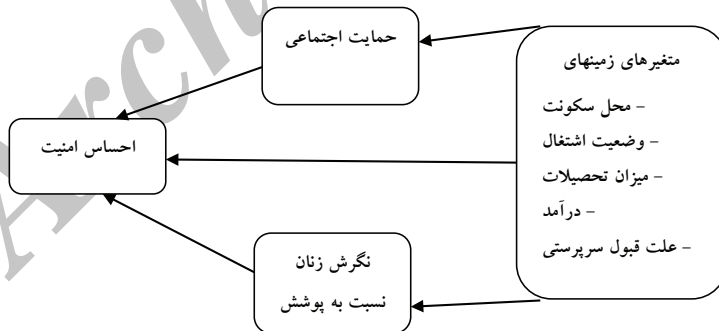 متغیرهای زمینهای
- محل سکونت
- وضعیت اشتغال
- میزان تحصیلات
- درآمد
- علت قبول سرپرستی
حمایت اجتماعی
احساس امنیت
نگرش زنان
نسبت به پوشش
Arch